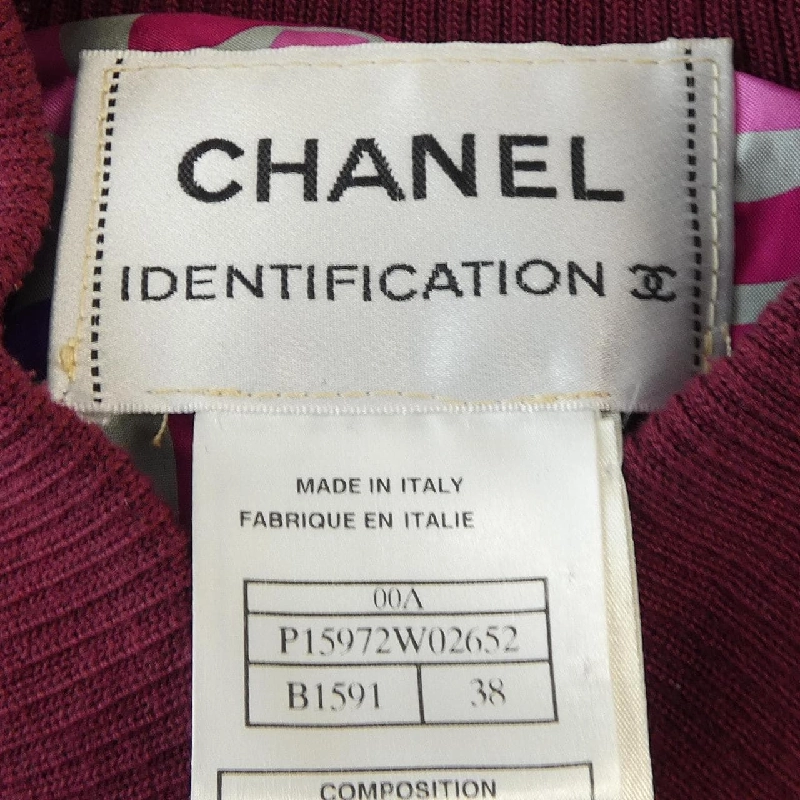 CHANEL
IDENTIFICATION
MADE IN ITALY
FABRIQUE EN ITALIE
00A
P15972W02652
B1591 38
COMPOSITION